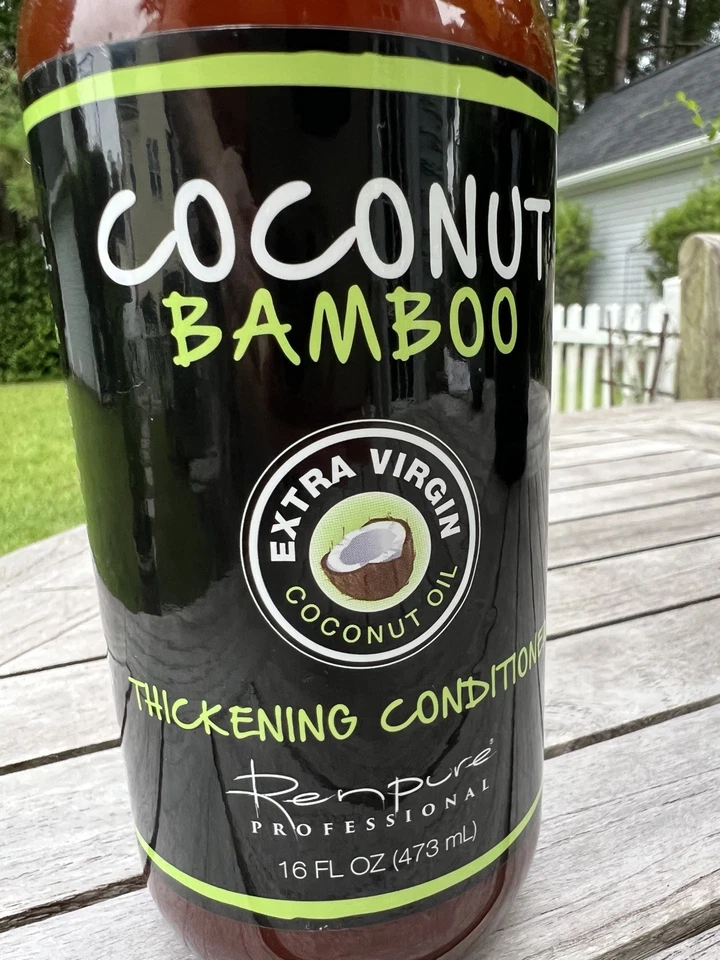 COCONUT
BAMBOO
EXTRA VIRGIN
COCONUT OIL
THICKENING CONDITIONER
Renpure®
PROFESSIONAL
16 FL OZ (473 mL)